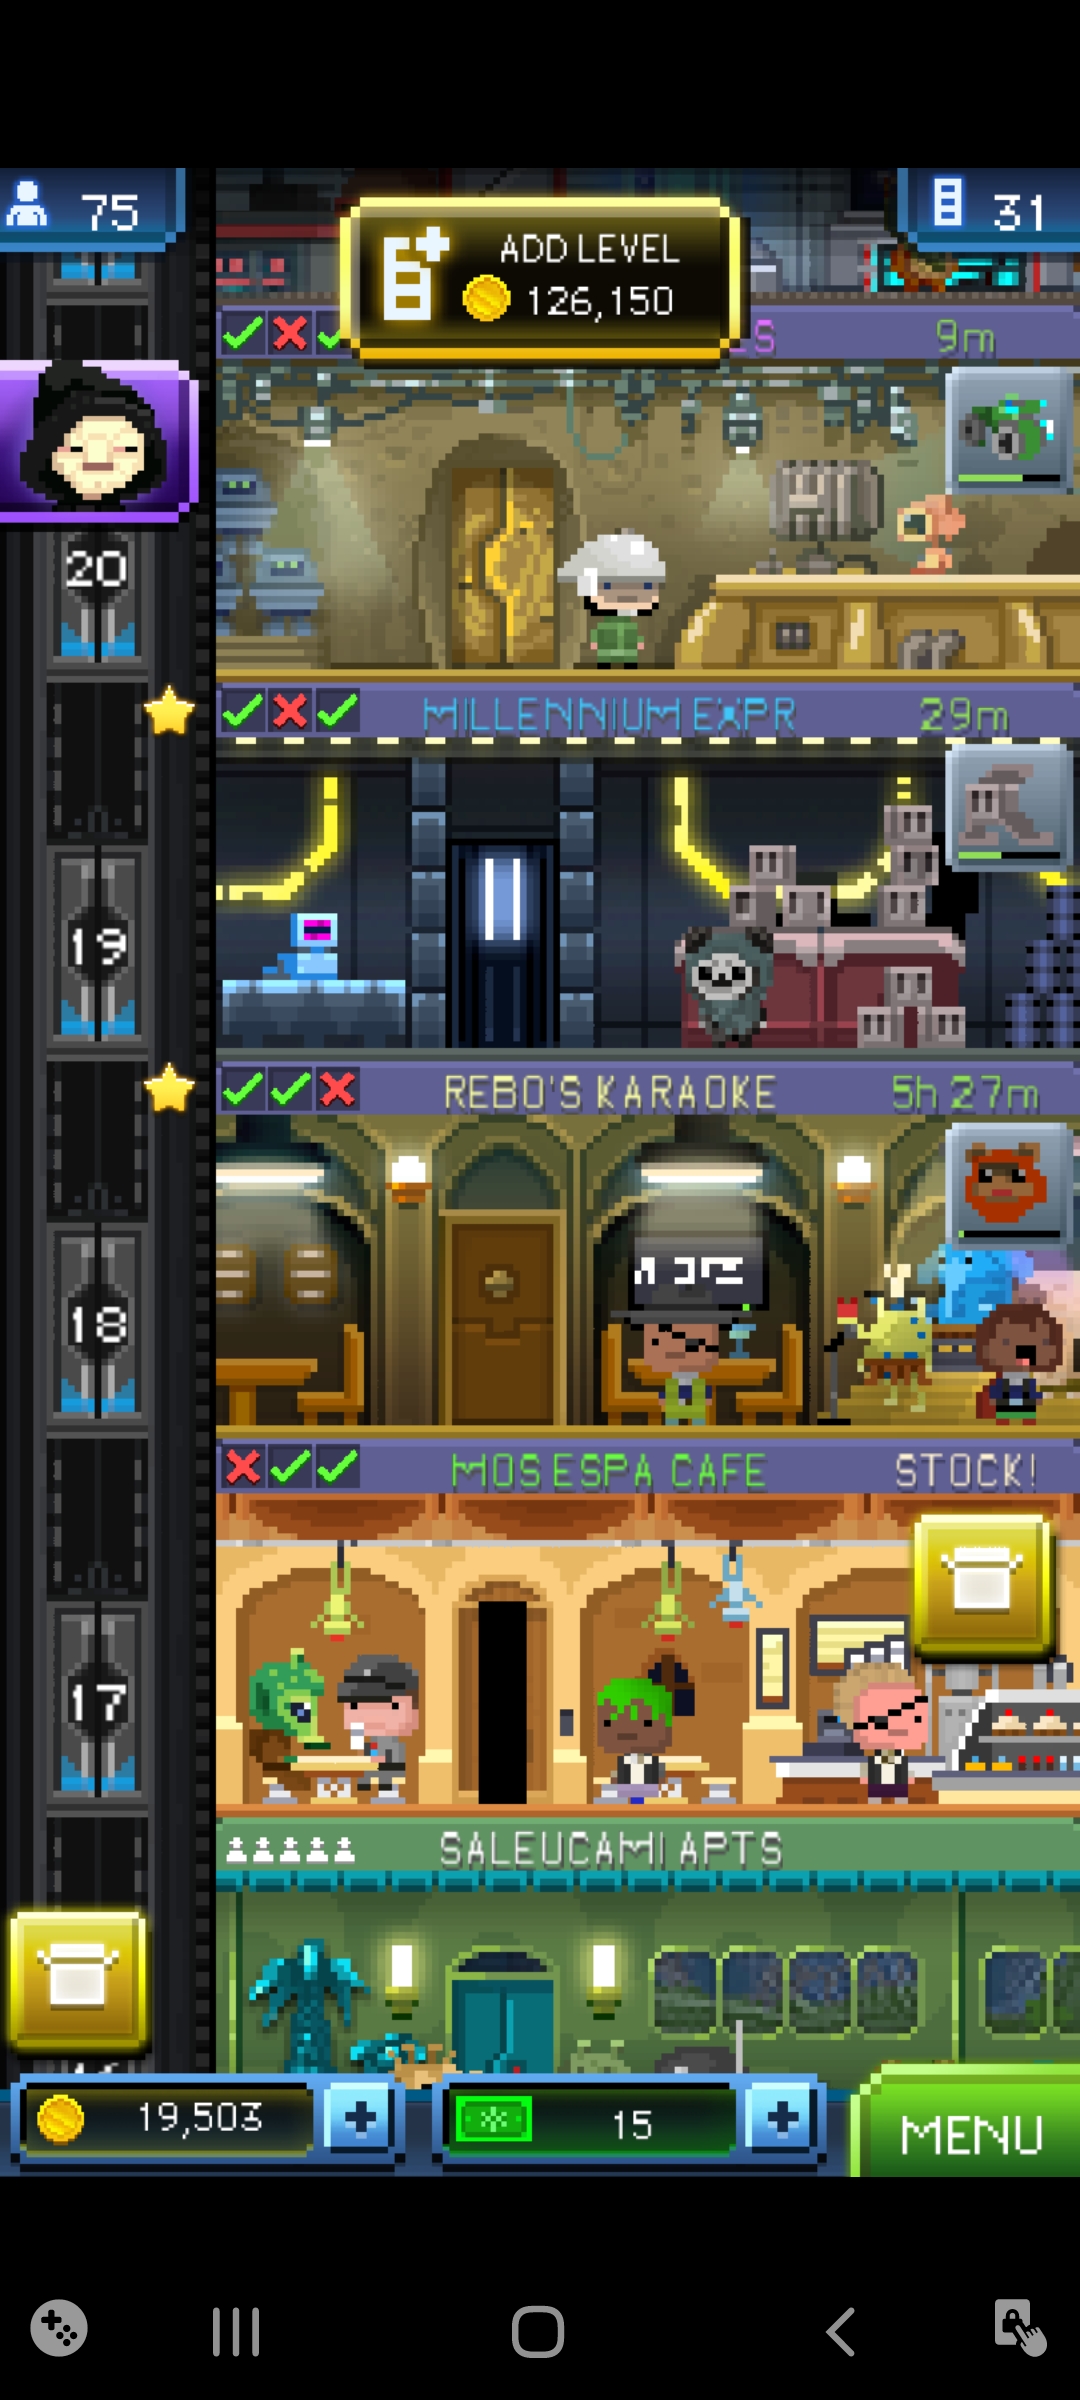 75
31
ADD LEVEL
126,150
9m
20
MILLENNIUM EXPR
29m
19
REBO'S KARAOKE
5h 27m
18
MOS ESPA CAFE
STOCK!
17
SALEUCAMI APTS
19,503
15
MENU